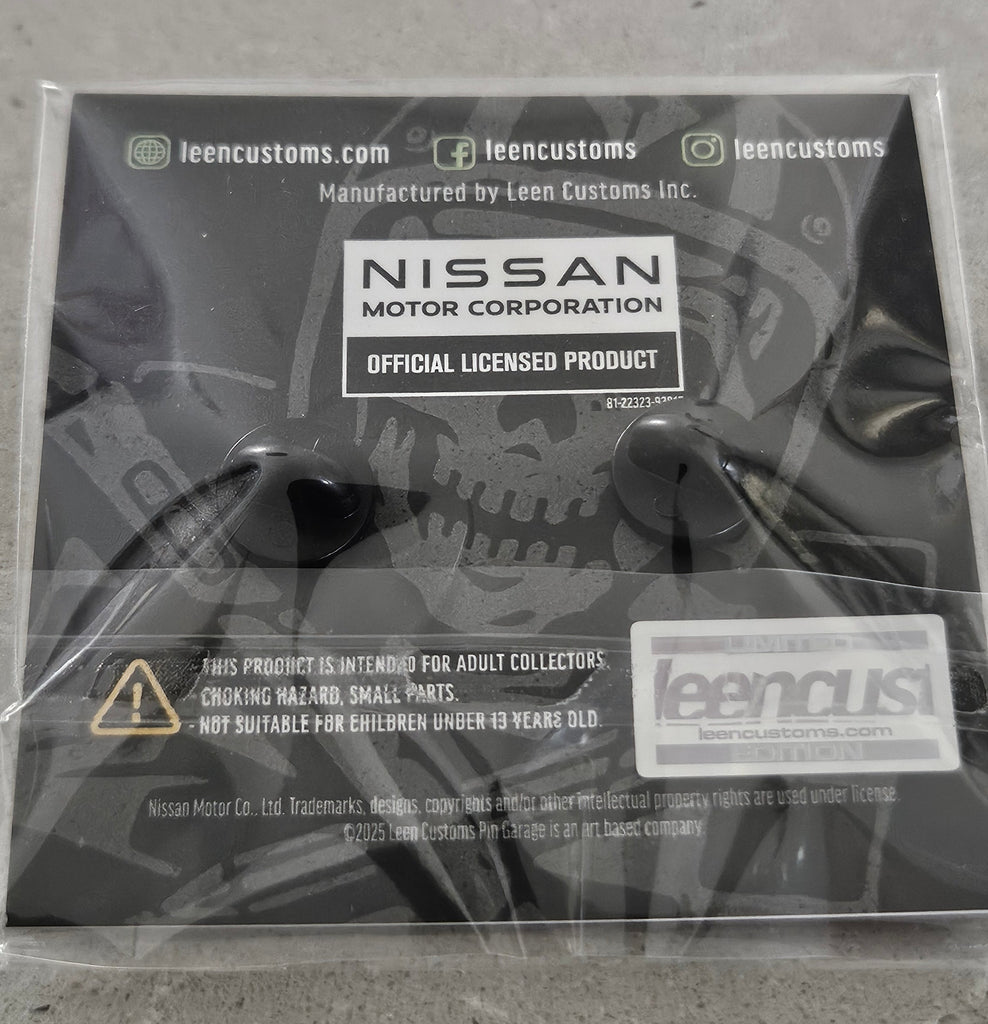 leencustoms.com leencustoms leencustoms
Manufactured by Leen Customs Inc.
NISSAN
MOTOR CORPORATION
OFFICIAL LICENSED PRODUCT
THIS PRODUCT IS INTENDED FOR ADULT COLLECTORS.
CHOKING HAZARD, SMALL PARTS.
- NOT SUITABLE FOR CHILDREN UNDER 13 YEARS OLD.
LIMITED
leencust
leencustoms.com
EDITION
Nissan Motor Co., Ltd. Trademarks, designs, copyrights and/or other intellectual property rights are used under license.
©2025 Leen Customs Pin Garage is an art based company.